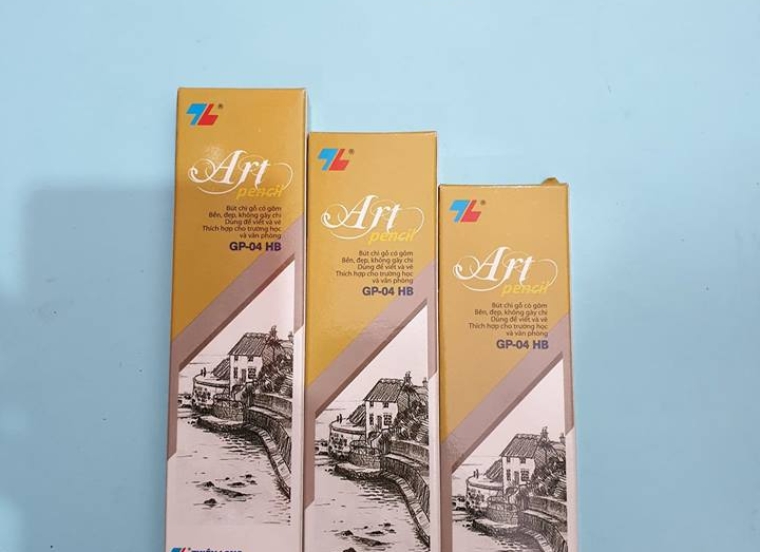 TL®
Art
pencil
Bút chì gỗ có gôm
Bền, đẹp, không gãy chì
Dùng để viết và vẽ
Thích hợp cho trường học
và văn phòng
GP-04 HB
TL®
Art
pencil
Bút chì gỗ có gôm
Bền, đẹp, không gãy chì
Dùng để viết và vẽ
Thích hợp cho trường học
và văn phòng
GP-04 HB
TL®
Art
pencil
Bút chì gỗ có gôm
Bền, đẹp, không gãy chì
Dùng để viết và vẽ
Thích hợp cho trường học
và văn phòng
GP-04 HB